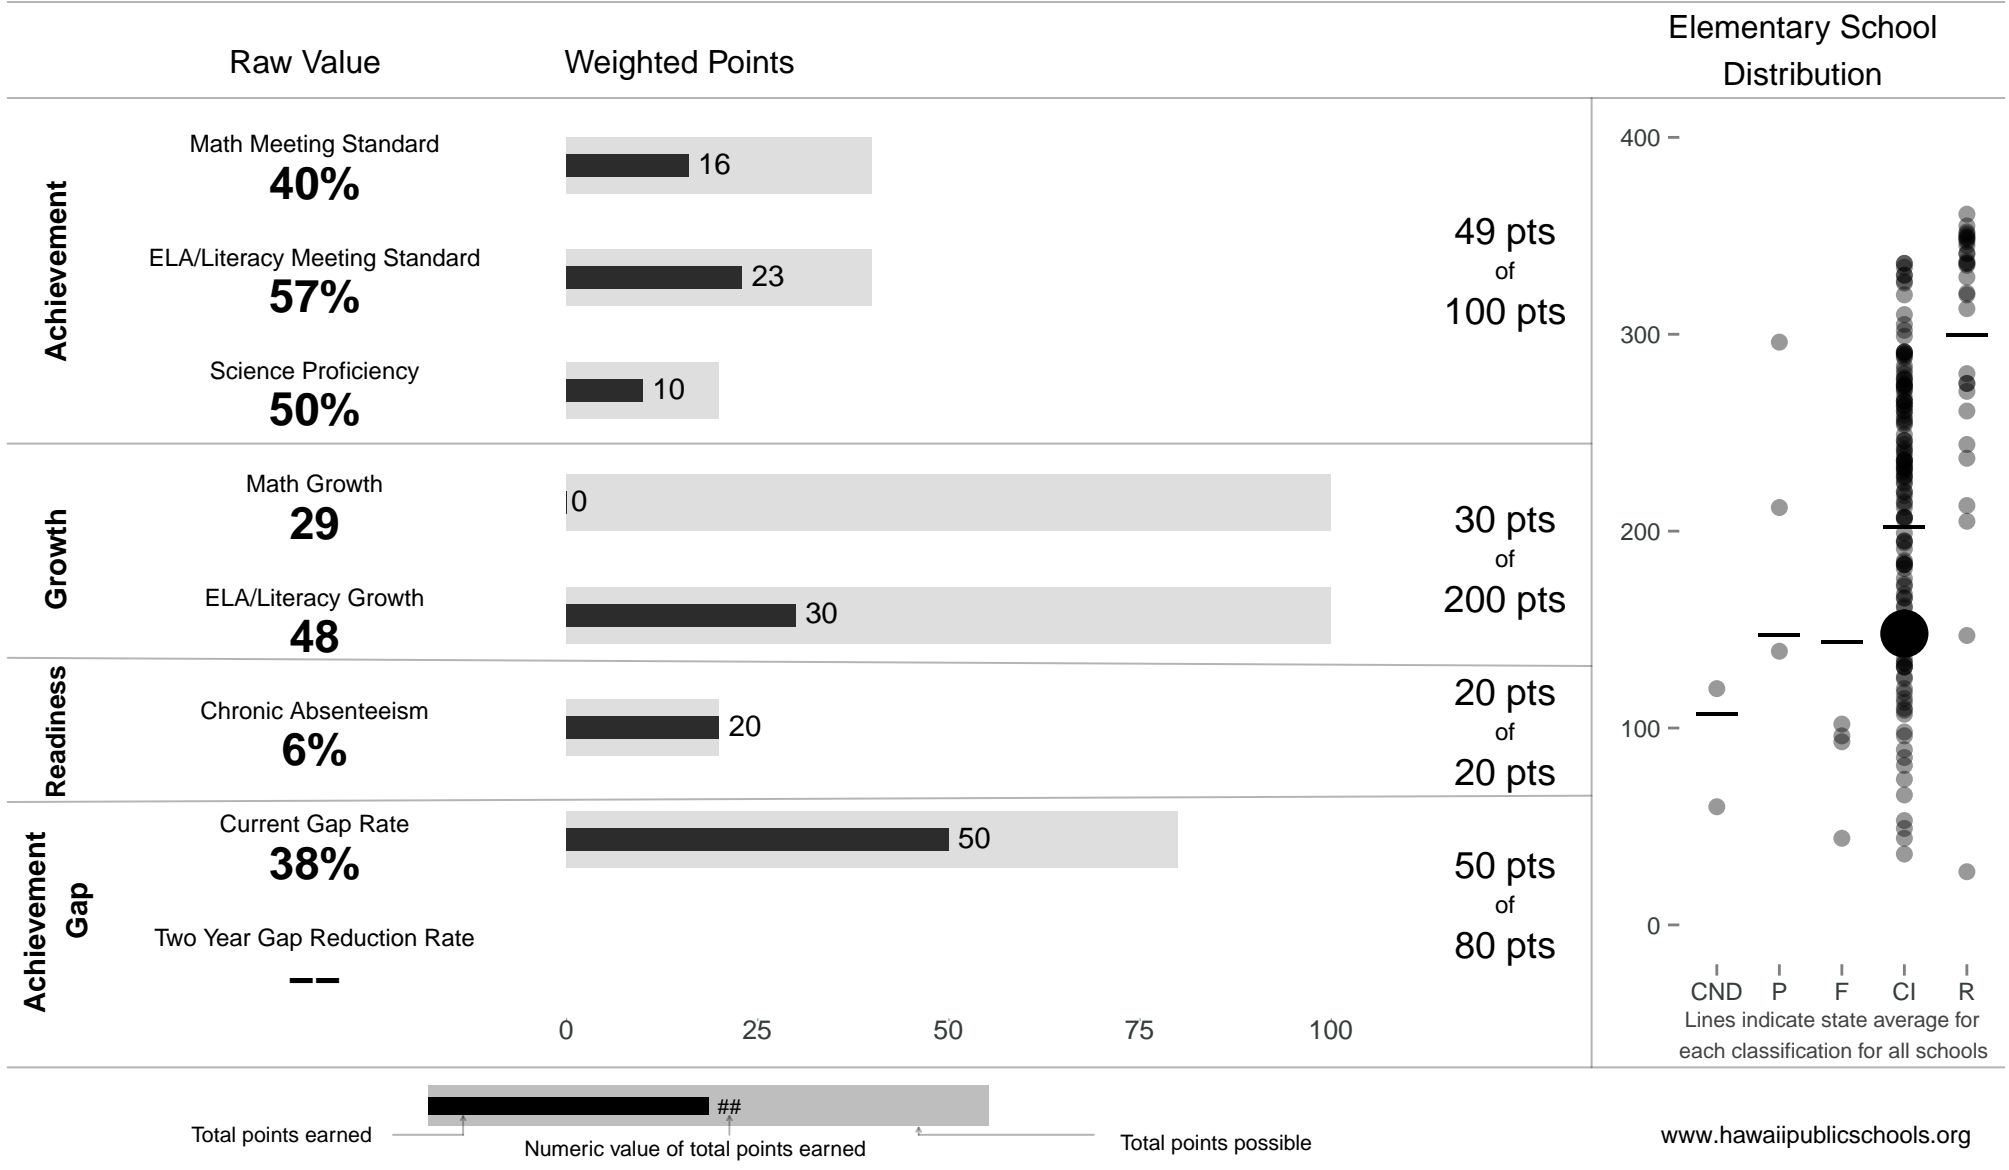 Raw Value
Weighted Points
Elementary School
Distribution
Achievement
Math Meeting Standard
40%
16
ELA/Literacy Meeting Standard
57%
23
Science Proficiency
50%
10
49 pts
of
100 pts
Growth
Math Growth
29
0
ELA/Literacy Growth
48
30
30 pts
of
200 pts
Readiness
Chronic Absenteeism
6%
20
20 pts
of
20 pts
Achievement
Gap
Current Gap Rate
38%
50
Two Year Gap Reduction Rate
––
50 pts
of
80 pts
0 25 50 75 100
400
300
200
100
0
CND P F CI R
Lines indicate state average for
each classification for all schools
##
Total points earned
Numeric value of total points earned
Total points possible
www.hawaiipublicschools.org